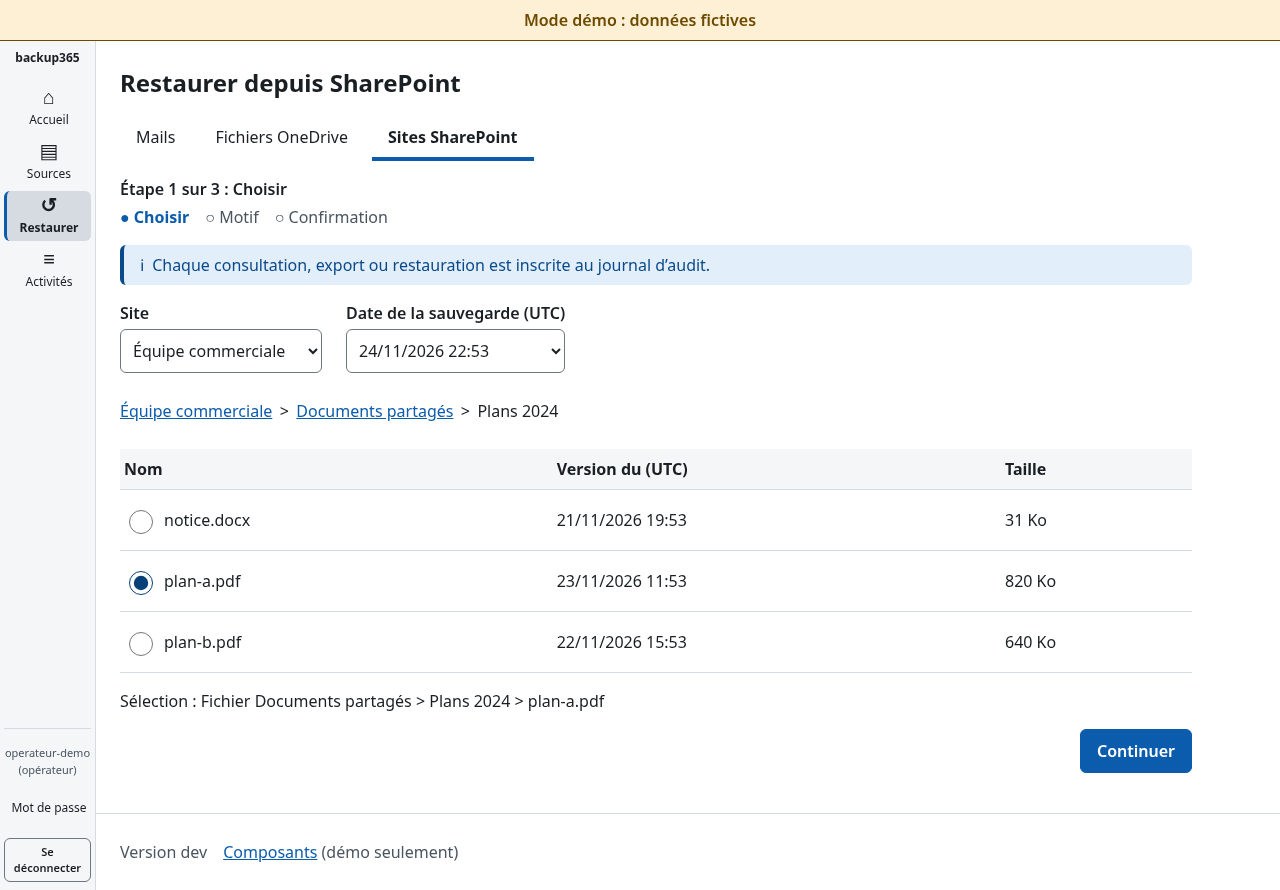 Mode démo : données fictives
backup365
Accueil
Sources
Restaurer
Activités
operateur-demo
(opérateur)
Mot de passe
Se
déconnecter
Restaurer depuis SharePoint
Mails Fichiers OneDrive Sites SharePoint
Étape 1 sur 3 : Choisir
● Choisir ○ Motif ○ Confirmation
i Chaque consultation, export ou restauration est inscrite au journal d’audit.
Site Date de la sauvegarde (UTC)
Équipe commerciale 24/11/2026 22:53
Équipe commerciale > Documents partagés > Plans 2024
Nom Version du (UTC) Taille
notice.docx 21/11/2026 19:53 31 Ko
plan-a.pdf 23/11/2026 11:53 820 Ko
plan-b.pdf 22/11/2026 15:53 640 Ko
Sélection : Fichier Documents partagés > Plans 2024 > plan-a.pdf
Continuer
Version dev Composants (démo seulement)